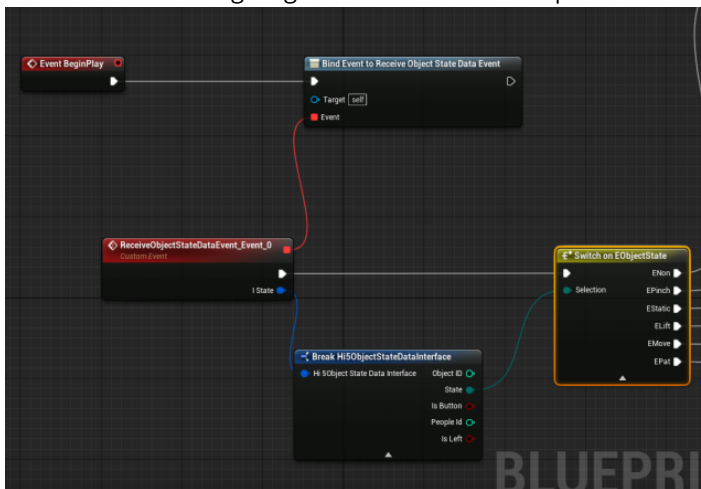 Event BeginPlay
Bind Event to Receive Object State Data Event
Target self
Event
ReceiveObjectStateDataEvent_Event_0
Custom Event
I State
Switch on EObjectState
ENon
Selection EPinch
EStatic
ELift
EMove
EPat
Break Hi5ObjectStateDataInterface
Hi 5Object State Data Interface Object ID
State
Is Button
People Id
Is Left
BLUEPRI